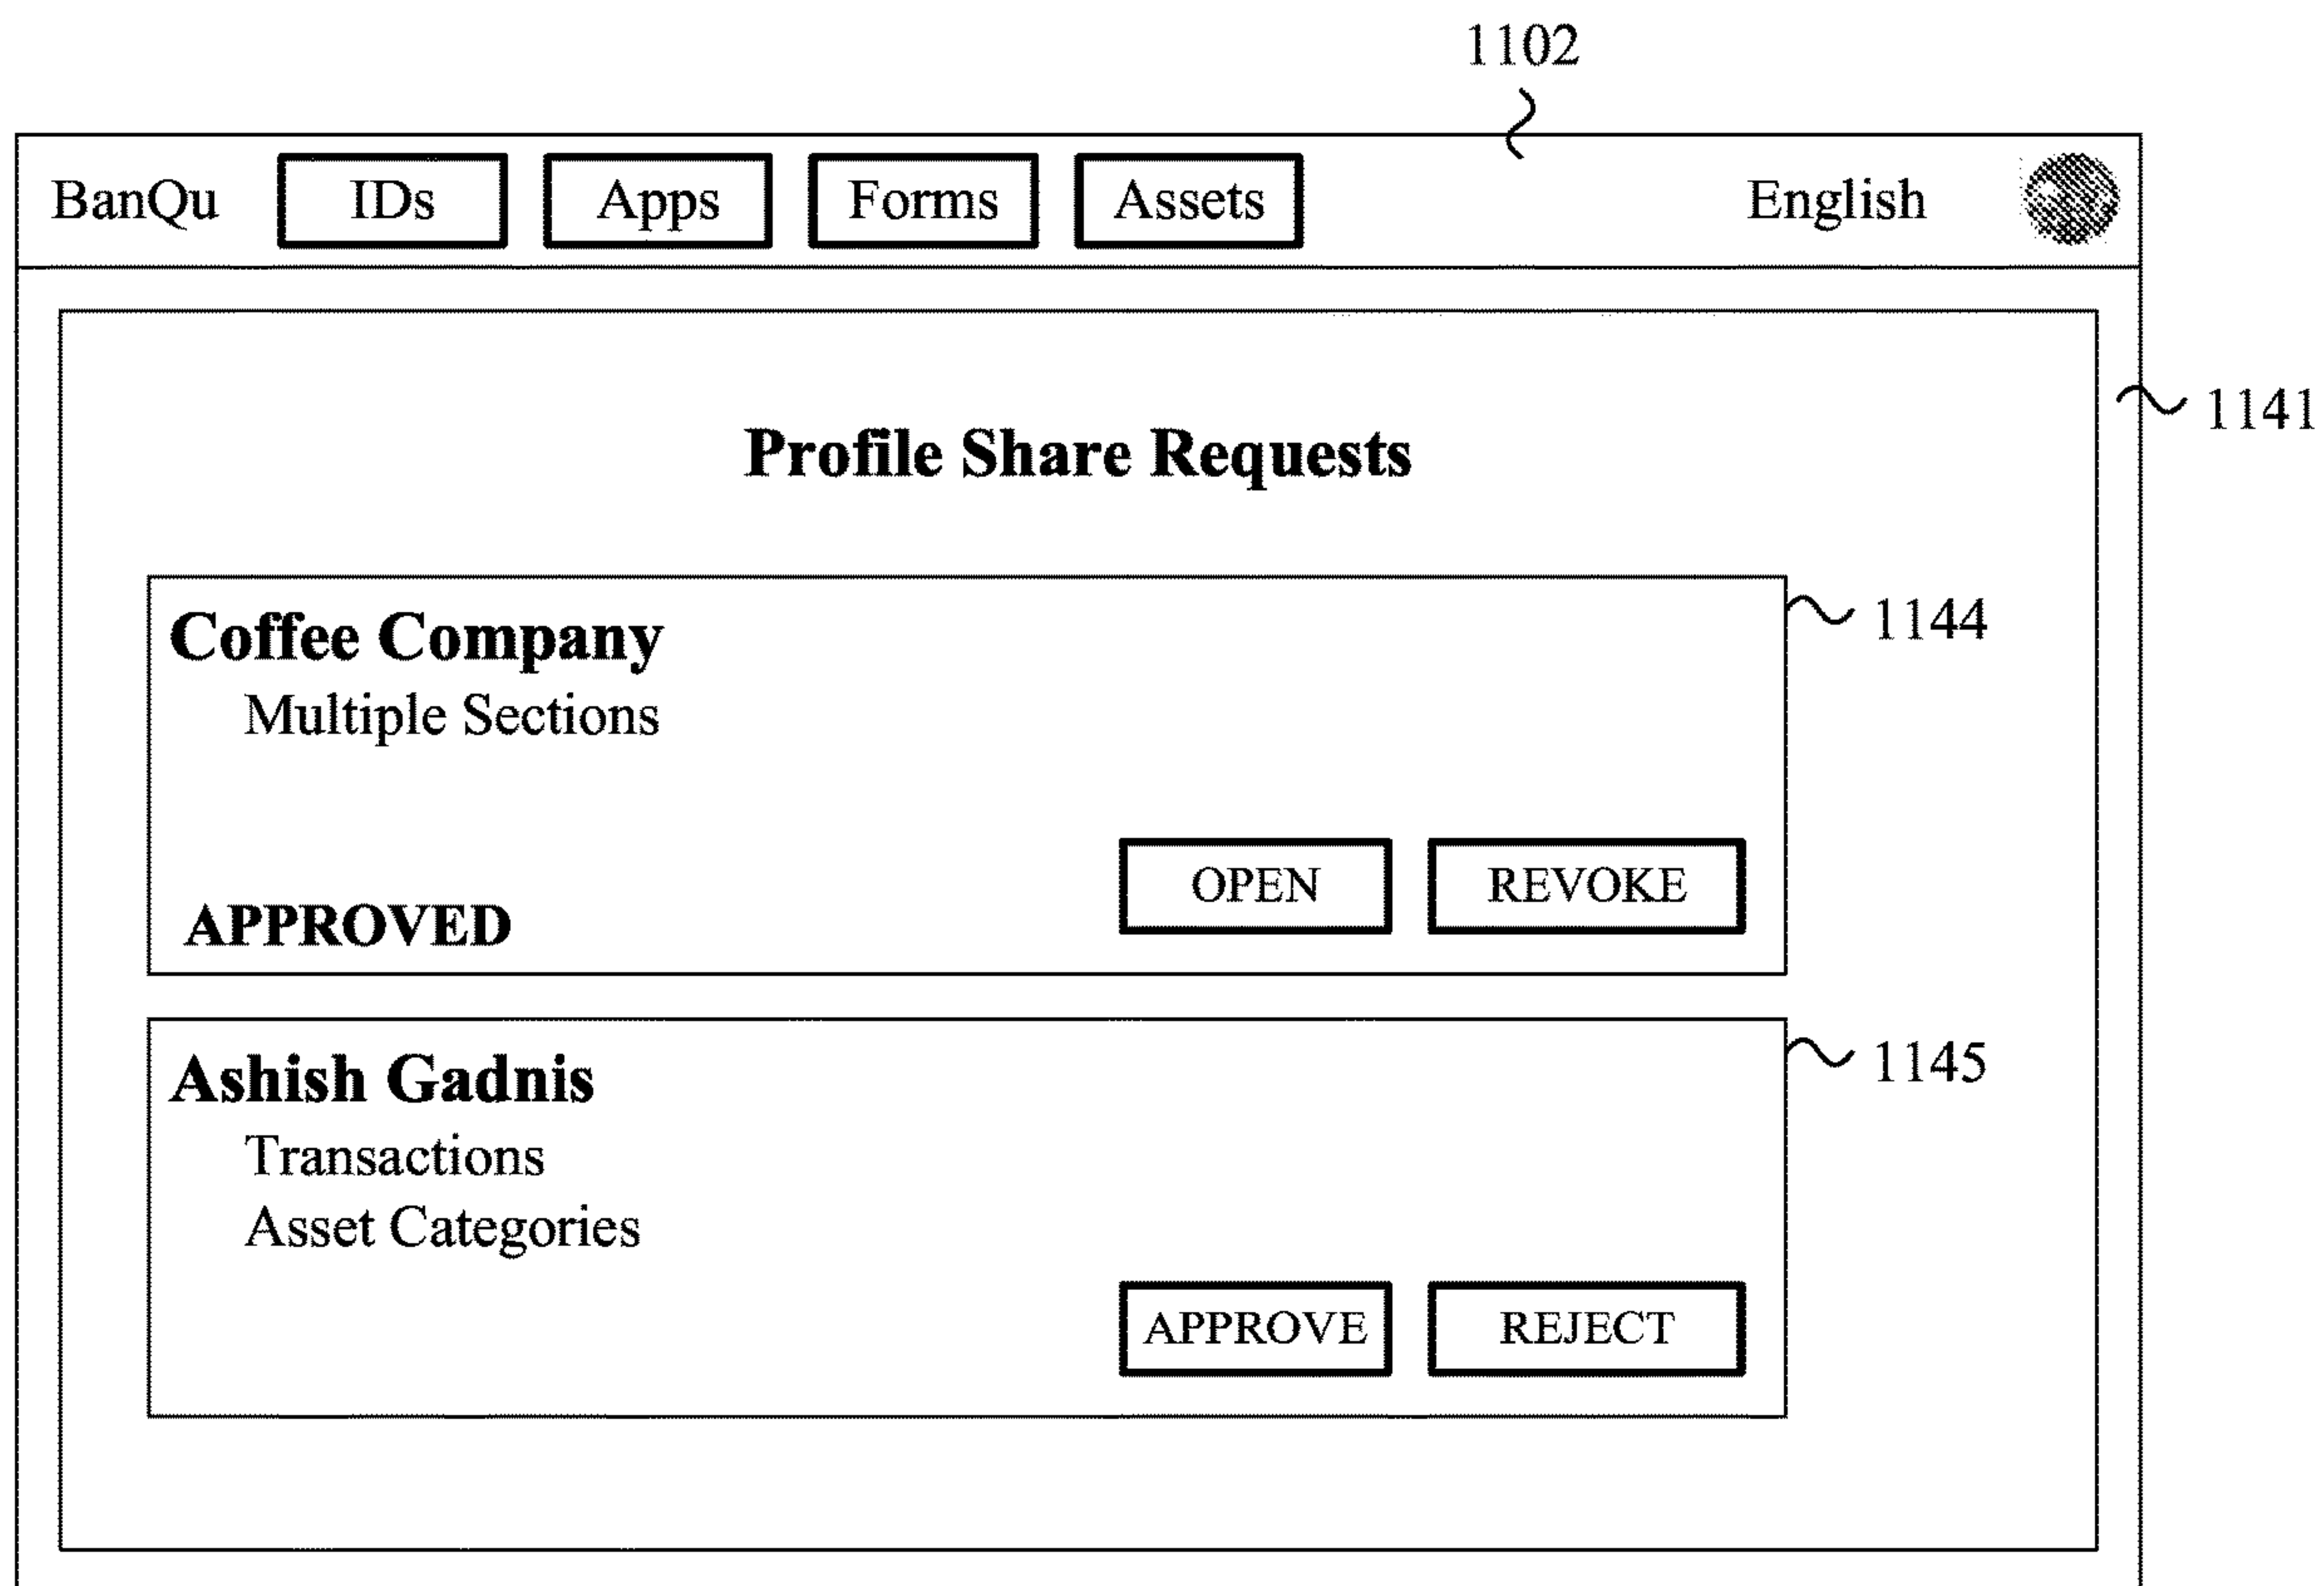 1102
BanQu IDs Apps Forms Assets English
1141
Profile Share Requests
Coffee Company
1144
Multiple Sections
OPEN REVOKE
APPROVED
Ashish Gadnis
1145
Transactions
Asset Categories
APPROVE REJECT